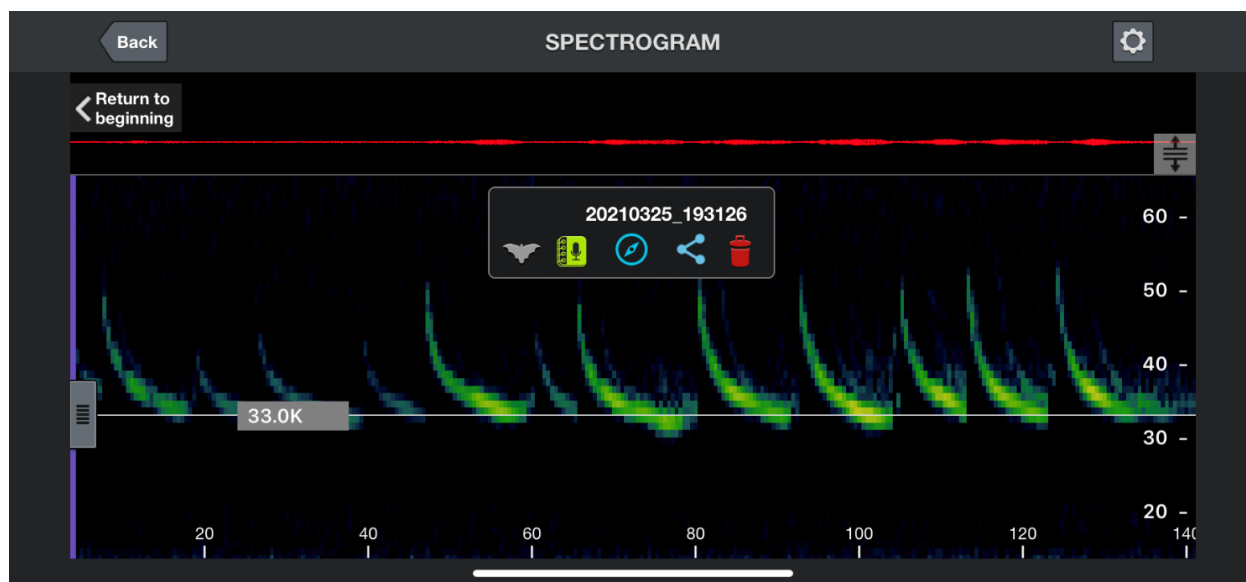 Back
SPECTROGRAM
Return to
beginning
20210325_193126
60 -
50 -
40 -
33.0K
30 -
20 -
20 40 60 80 100 120 140